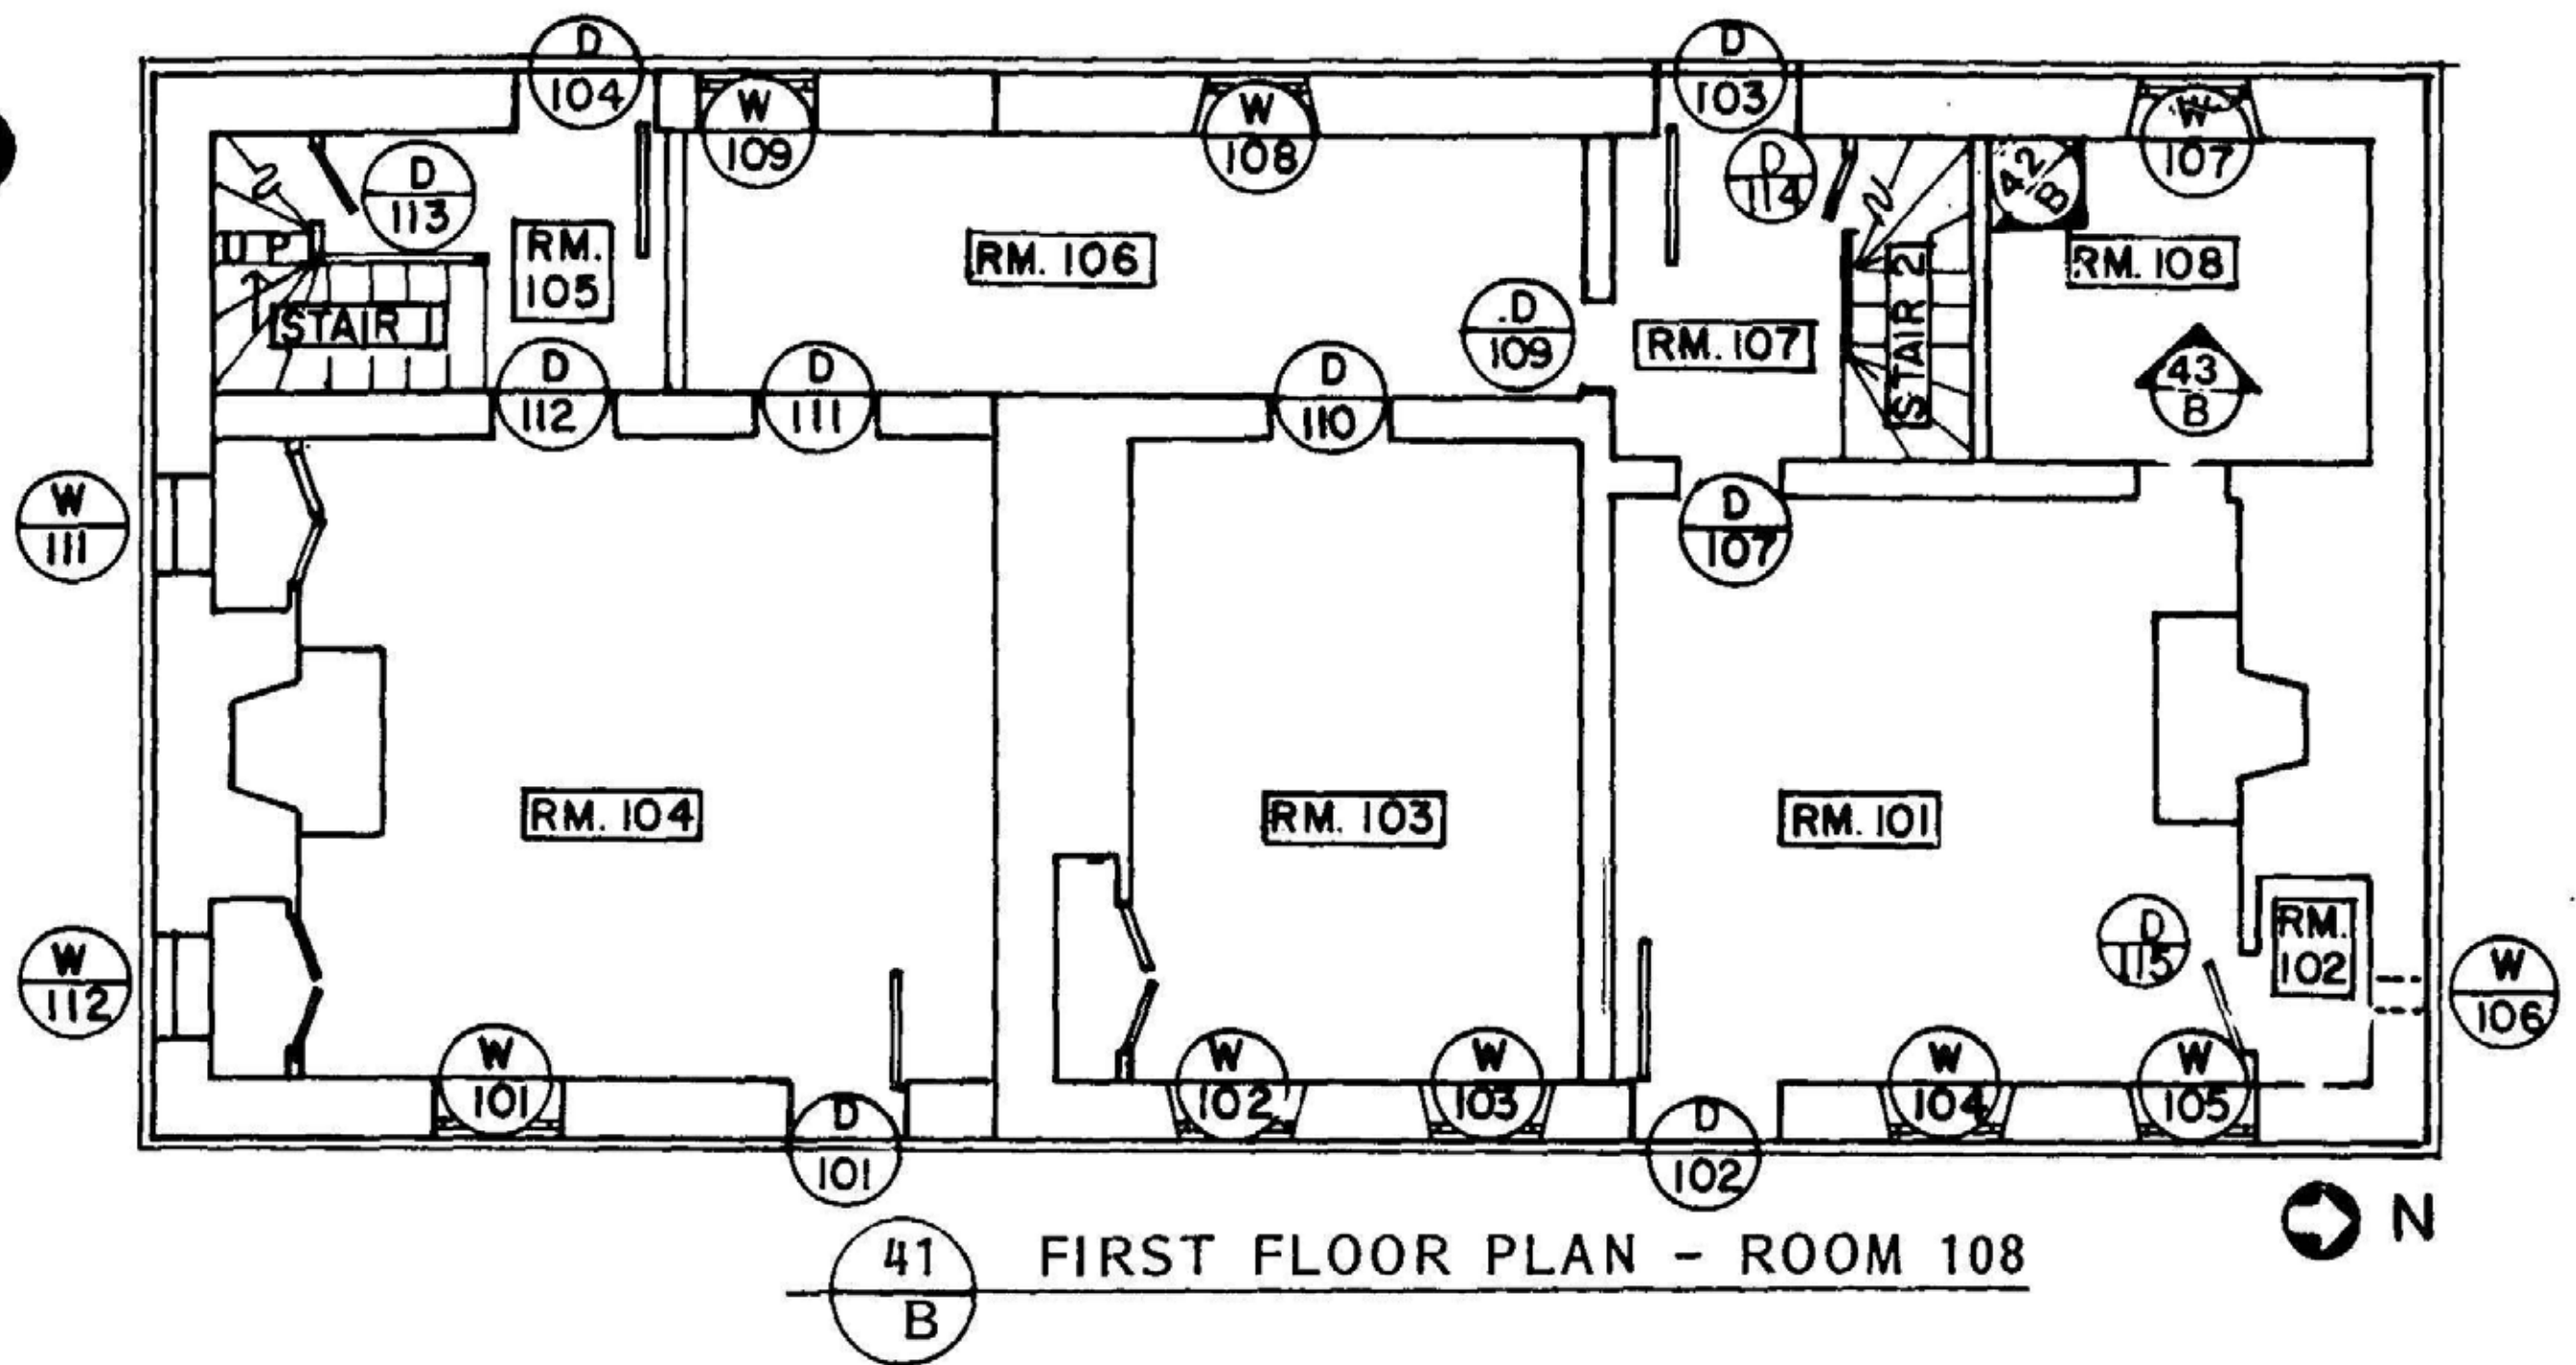 D
104
D
103
W
109
W
108
W
107
D
113
D
114
42
B
UP
RM.
105
RM. 106
RM. 108
STAIR 1
D
109
RM. 107
STAIR 2
43
B
D
112
D
111
D
110
W
111
D
107
RM. 104
RM. 103
RM. 101
W
112
D
115
RM.
102
W
106
W
101
W
102
W
103
W
104
W
105
D
101
D
102
N
41
B
FIRST FLOOR PLAN - ROOM 108